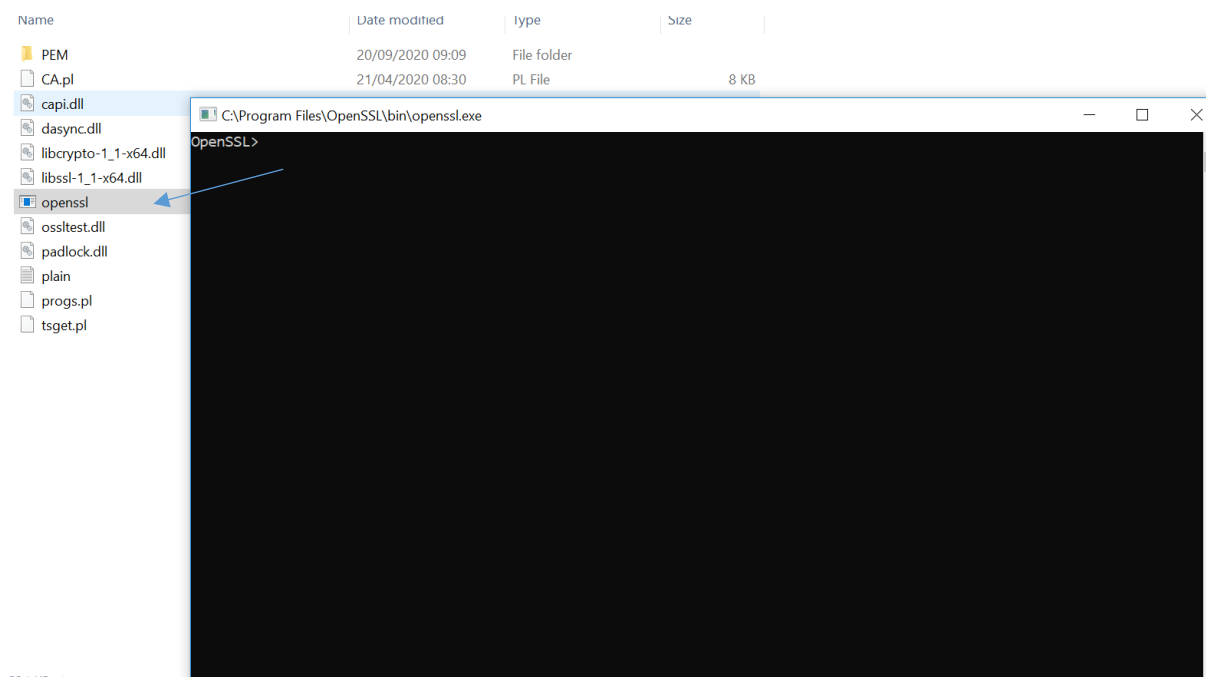 Name Date modified Type Size
PEM 20/09/2020 09:09 File folder
CA.pl 21/04/2020 08:30 PL File 8 KB
capi.dll
C:\Program Files\OpenSSL\bin\openssl.exe
dasync.dll
OpenSSL>
libcrypto-1_1-x64.dll
libssl-1_1-x64.dll
openssl
ossltest.dll
padlock.dll
plain
progs.pl
tsget.pl